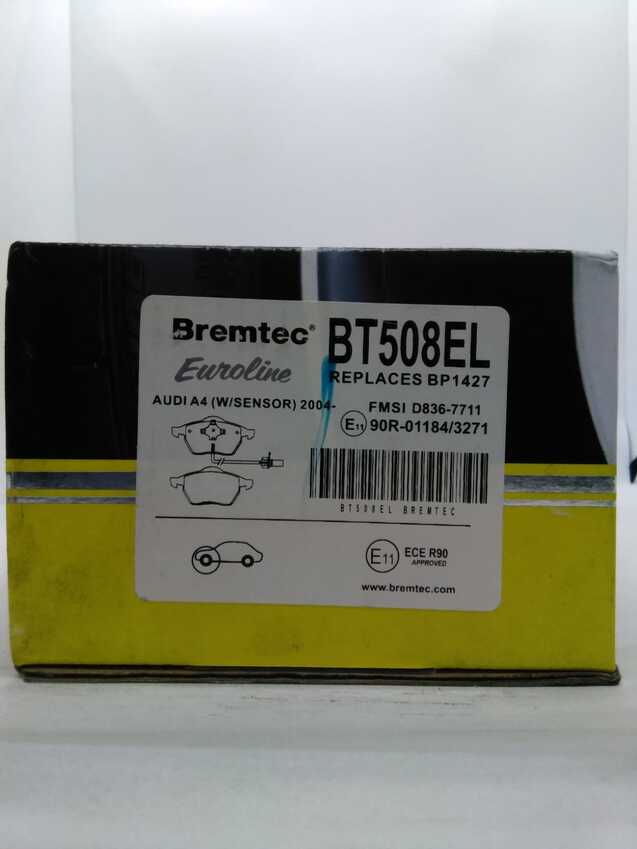 Bremtec®
Euroline
BT508EL
REPLACES BP1427
AUDI A4 (W/SENSOR) 2004-
FMSI D836-7711
E11 90R-01184/3271
BT508EL BREMTEC
E11 ECE R90
APPROVED
www.bremtec.com